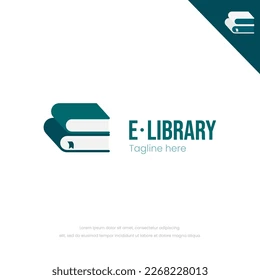 E·LIBRARY
Tagline here
lorem ipsum dolor sit amet, consectetur adipiscing
shutterstock.com · 2268228013